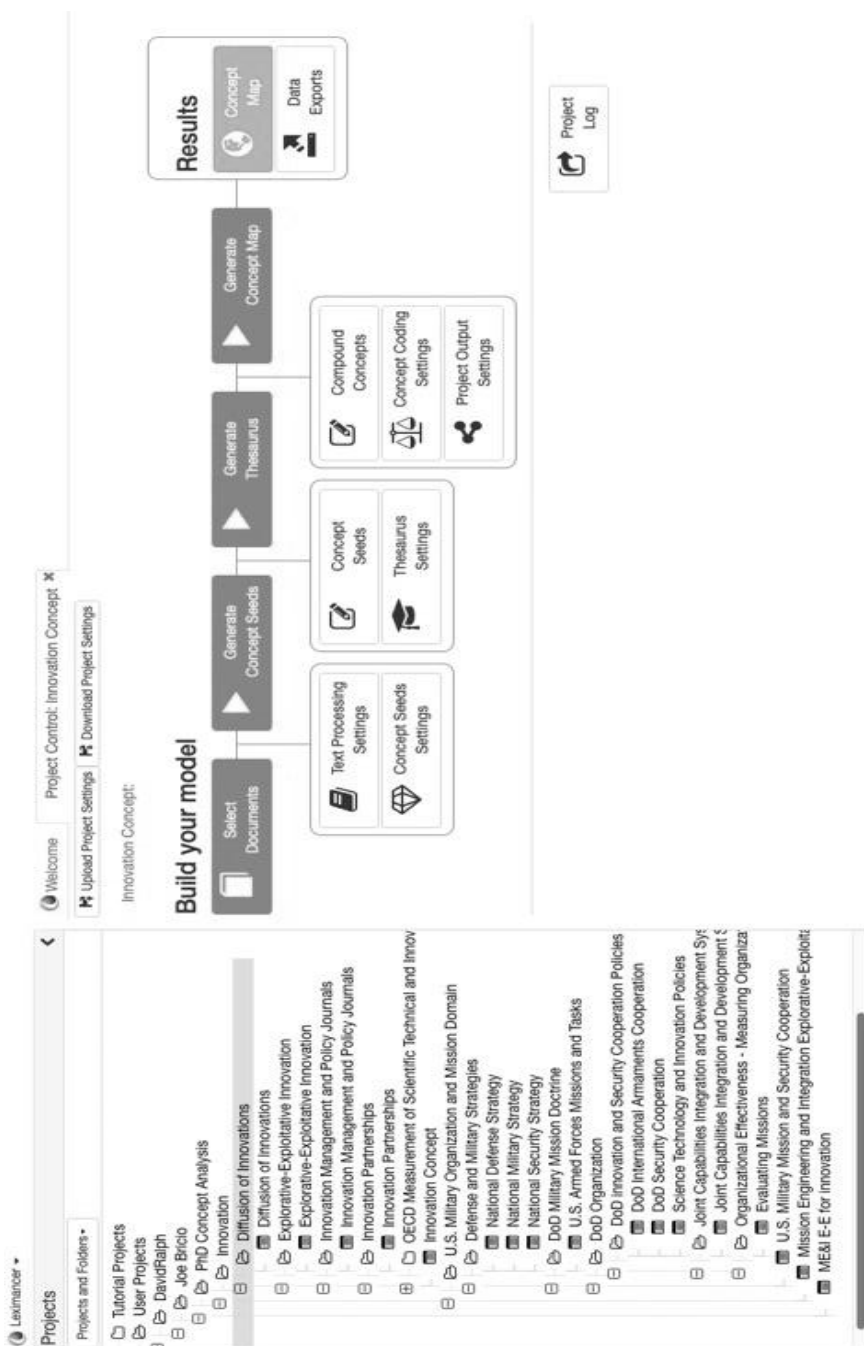 Leximancer
Projects
Projects and Folders
Tutorial Projects
User Projects
DavidRalph
Joe Bricio
PhD Concept Analysis
Innovation
Diffusion of Innovations
Diffusion of Innovations
Explorative-Exploitative Innovation
Explorative-Exploitative Innovation
Innovation Management and Policy Journals
Innovation Management and Policy Journals
Innovation Partnerships
Innovation Partnerships
OECD Measurement of Scientific Technical and Innov
Innovation Concept
U.S. Military Organization and Mission Domain
Defense and Military Strategies
National Defense Strategy
National Military Strategy
National Security Strategy
DoD Military Mission Doctrine
U.S. Armed Forces Missions and Tasks
DoD Organization
DoD innovation and Security Cooperation Policies
DoD International Armaments Cooperation
DoD Security Cooperation
Science Technology and Innovation Policies
Joint Capabilities Integration and Development Sys
Joint Capabilities Integration and Development S
Organizational Effectiveness - Measuring Organiza
Evaluating Missions
U.S. Military Mission and Security Cooperation
Mission Engineering and Integration Explorative-Exploita
ME&I E-E for innovation
Welcome
Project Control: Innovation Concept
Upload Project Settings
Download Project Settings
Innovation Concept:
Build your model
Select
Documents
Generate
Concept Seeds
Generate
Thesaurus
Generate
Concept Map
Results
Concept
Map
Data
Exports
Text Processing
Settings
Concept Seeds
Settings
Concept
Seeds
Thesaurus
Settings
Compound
Concepts
Concept Coding
Settings
Project Output
Settings
Project
Log